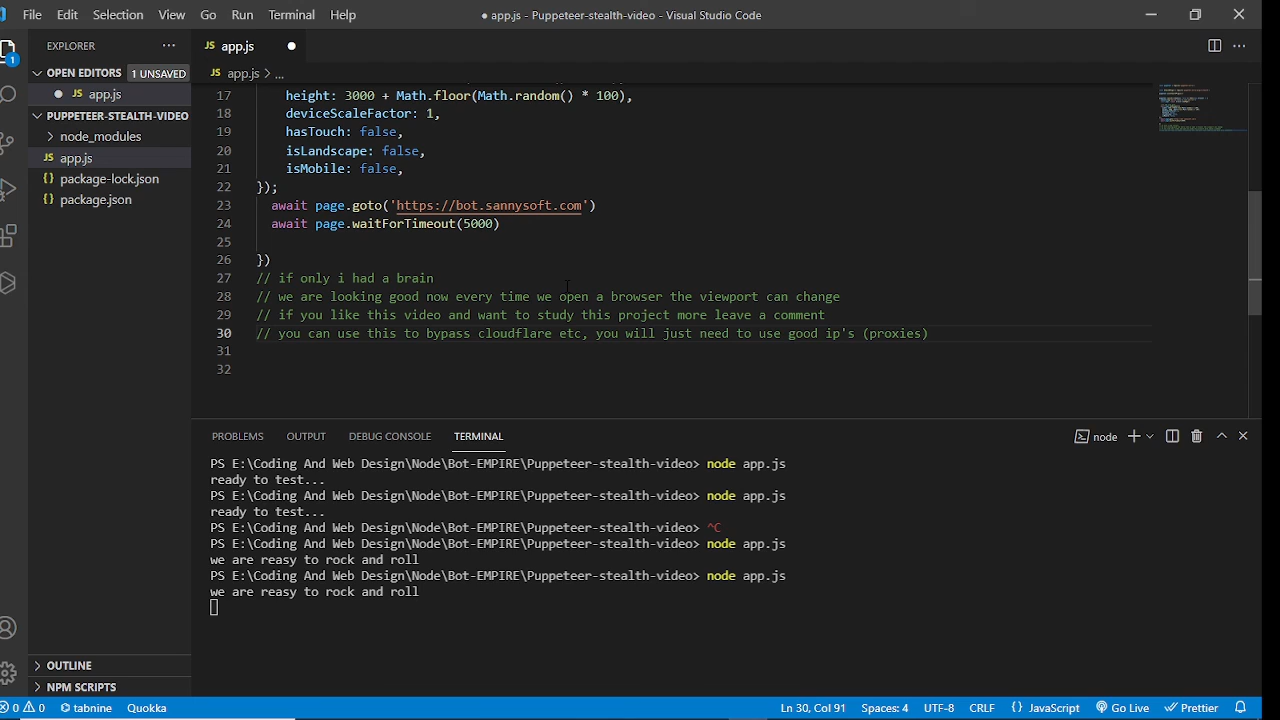 File Edit Selection View Go Run Terminal Help ● app.js - Puppeteer-stealth-video - Visual Studio Code
EXPLORER
JS app.js
OPEN EDITORS 1 UNSAVED
JS app.js > ...
1
JS app.js
PUPPETEER-STEALTH-VIDEO
node_modules
JS app.js
{} package-lock.json
{} package.json
17 height: 3000 + Math.floor(Math.random() * 100),
18 deviceScaleFactor: 1,
19 hasTouch: false,
20 isLandscape: false,
21 isMobile: false,
22 });
23 await page.goto('https://bot.sannysoft.com')
24 await page.waitForTimeout(5000)
25
26 })
27 // if only i had a brain
28 // we are looking good now every time we open a browser the viewport can change
29 // if you like this video and want to study this project more leave a comment
30 // you can use this to bypass cloudflare etc, you will just need to use good ip's (proxies)
31
32
PROBLEMS OUTPUT DEBUG CONSOLE TERMINAL node
PS E:\Coding And Web Design\Node\Bot-EMPIRE\Puppeteer-stealth-video> node app.js
ready to test...
PS E:\Coding And Web Design\Node\Bot-EMPIRE\Puppeteer-stealth-video> node app.js
ready to test...
PS E:\Coding And Web Design\Node\Bot-EMPIRE\Puppeteer-stealth-video> ^C
PS E:\Coding And Web Design\Node\Bot-EMPIRE\Puppeteer-stealth-video> node app.js
we are reasy to rock and roll
PS E:\Coding And Web Design\Node\Bot-EMPIRE\Puppeteer-stealth-video> node app.js
we are reasy to rock and roll
OUTLINE
NPM SCRIPTS
0 0 tabnine Quokka Ln 30, Col 91 Spaces: 4 UTF-8 CRLF {} JavaScript Go Live Prettier